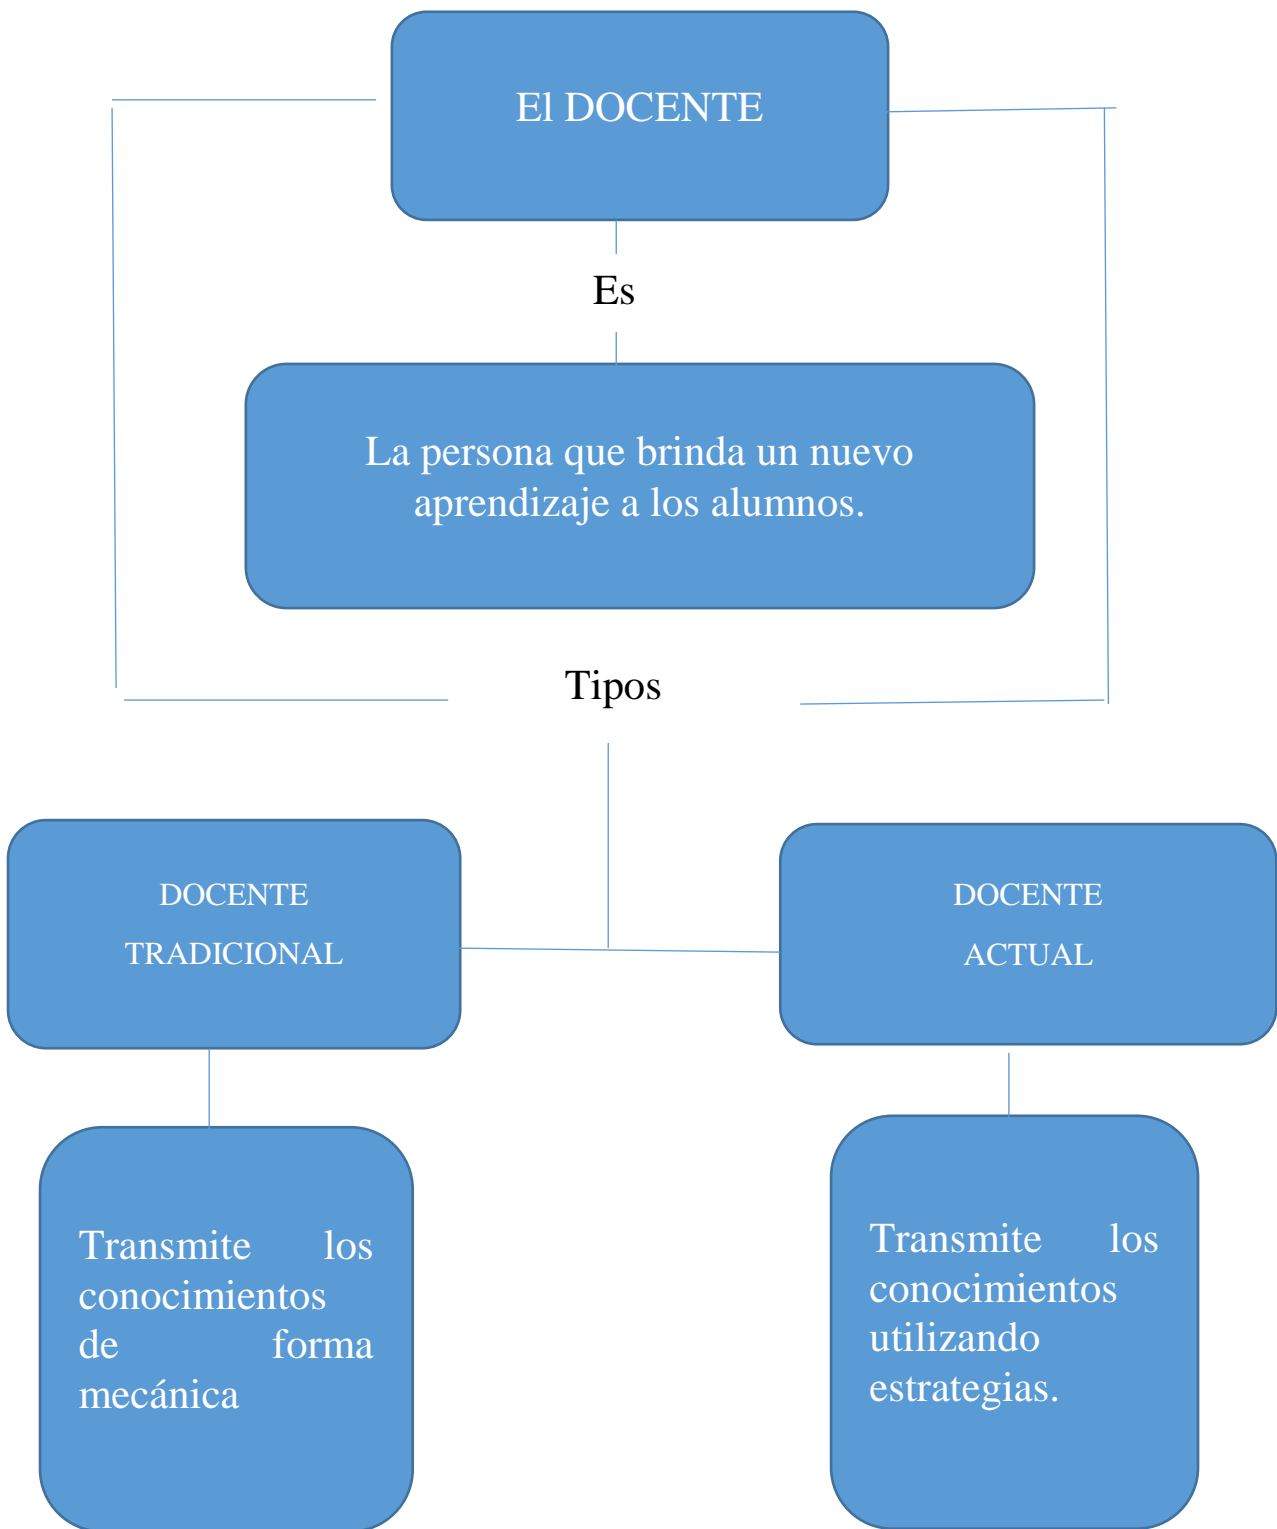 El DOCENTE
Es
La persona que brinda un nuevo
aprendizaje a los alumnos.
Tipos
DOCENTE
TRADICIONAL
DOCENTE
ACTUAL
Transmite los
conocimientos
de forma
mecánica
Transmite los
conocimientos
utilizando
estrategias.